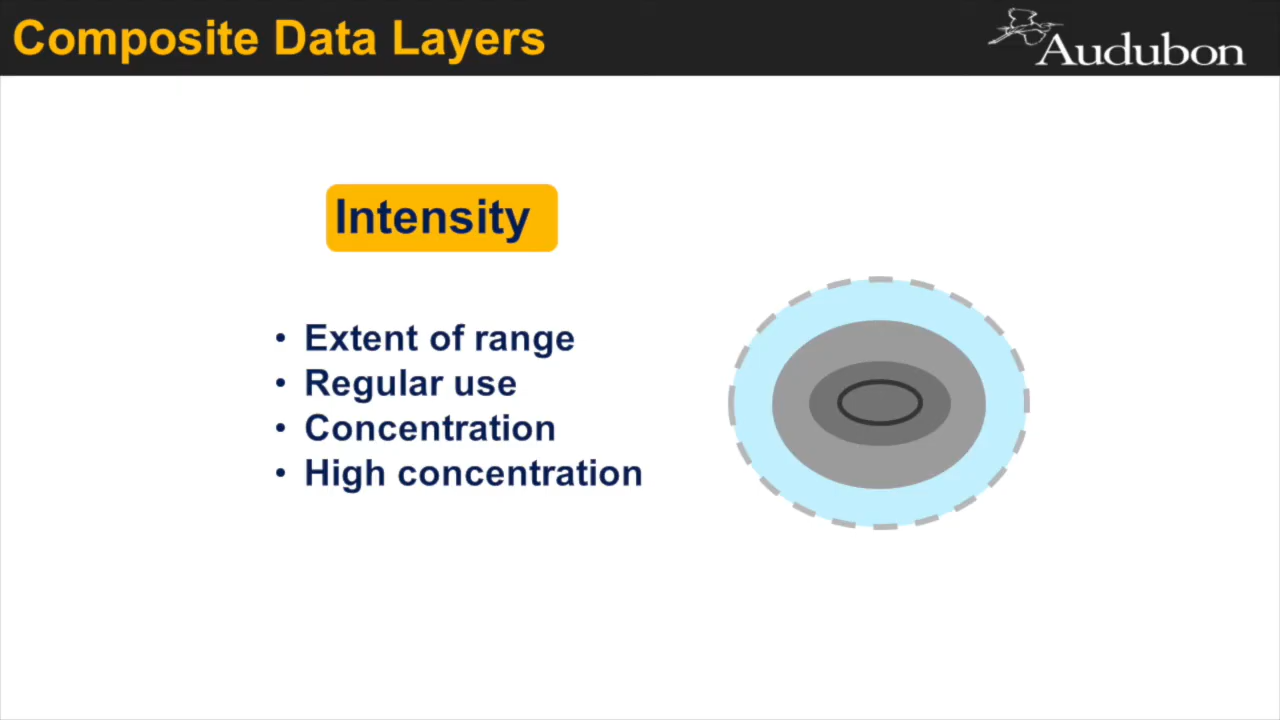 Composite Data Layers
Audubon
Intensity
• Extent of range
• Regular use
• Concentration
• High concentration